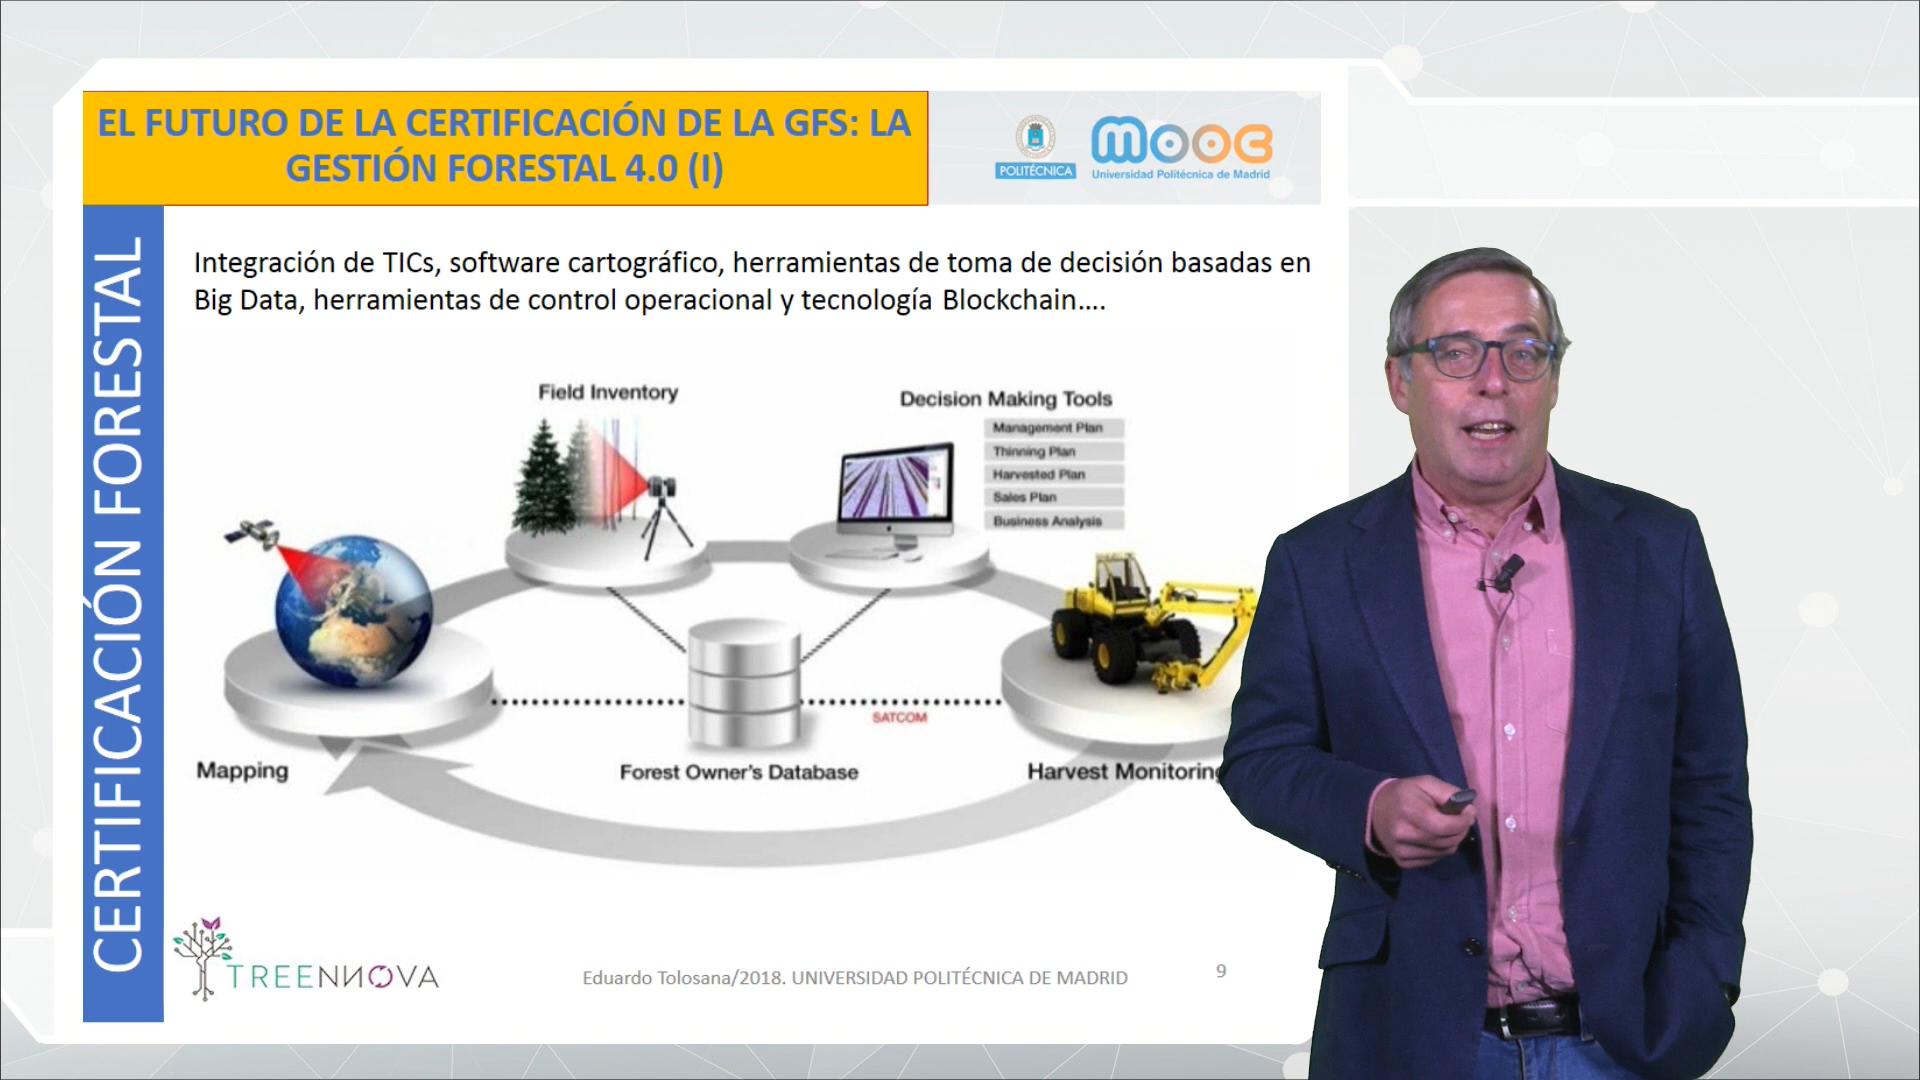 EL FUTURO DE LA CERTIFICACIÓN DE LA GFS: LA
GESTIÓN FORESTAL 4.0 (I)
POLITÉCNICA
mooc
Universidad Politécnica de Madrid
CERTIFICACIÓN FORESTAL
Integración de TICs, software cartográfico, herramientas de toma de decisión basadas en
Big Data, herramientas de control operacional y tecnología Blockchain....
Field Inventory
Decision Making Tools
Management Plan
Thinning Plan
Harvested Plan
Sales Plan
Business Analysis
SATCOM
Mapping
Forest Owner's Database
Harvest Monitoring
TREENNOVA
Eduardo Tolosana/2018. UNIVERSIDAD POLITÉCNICA DE MADRID
9